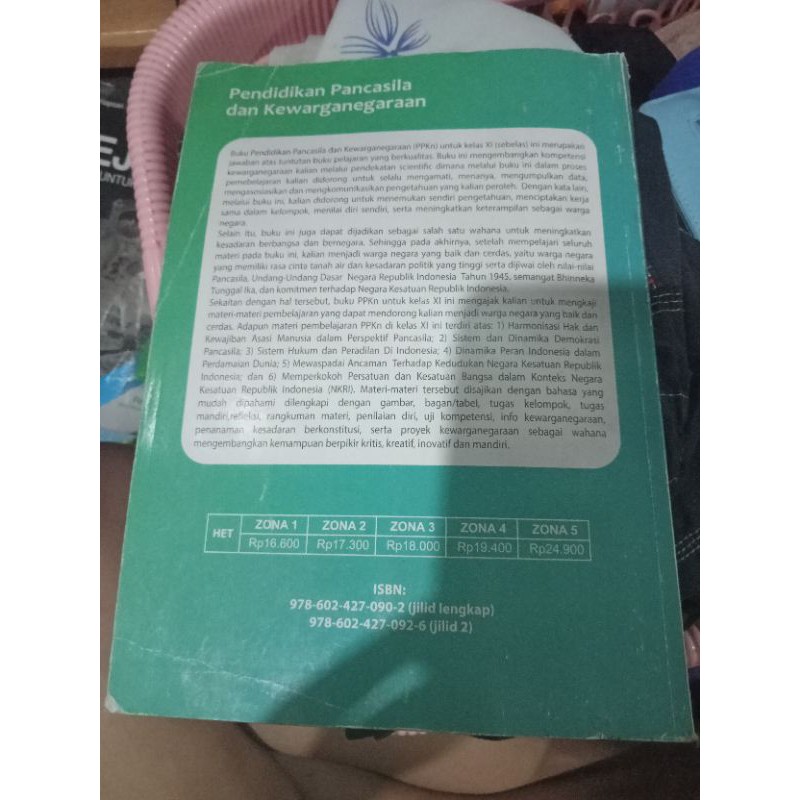 Pendidikan Pancasila
dan Kewarganegaraan
Buku Pendidikan Pancasila dan Kewarganegaraan (PPKn) untuk kelas XI (sebelas) ini merupakan
jawaban atas tuntutan buku pelajaran yang berkualitas. Buku ini mengembangkan kompetensi
kewarganegaraan kalian melalui pendekatan scientific dimana melalui buku ini dalam proses
pemebelajaran kalian didorong untuk selalu mengamati, menanya, mengumpulkan data,
mengasosiasikan dan mengkomunikasikan pengetahuan yang kalian peroleh. Dengan kata lain,
melalui buku ini, kalian didorong untuk menemukan sendiri pengetahuan, menciptakan kerja
sama dalam kelompok, menilai diri sendiri, serta meningkatkan keterampilan sebagai warga
negara.
Selain itu, buku ini juga dapat dijadikan sebagai salah satu wahana untuk meningkatkan
kesadaran berbangsa dan bernegara. Sehingga pada akhirnya, setelah mempelajari seluruh
materi pada buku ini, kalian menjadi warga negara yang baik dan cerdas, yaitu warga negara
yang memiliki rasa cinta tanah air dan kesadaran politik yang tinggi serta dijiwai oleh nilai-nilai
Pancasila, Undang-Undang Dasar Negara Republik Indonesia Tahun 1945, semangat Bhinneka
Tunggal Ika, dan komitmen terhadap Negara Kesatuan Republik Indonesia.
Sekaitan dengan hal tersebut, buku PPKn untuk kelas XI ini mengajak kalian untuk mengkaji
materi-materi pembelajaran yang dapat mendorong kalian menjadi warga negara yang baik dan
cerdas. Adapun materi pembelajaran PPKn di kelas XI ini terdiri atas: 1) Harmonisasi Hak dan
Kewajiban Asasi Manusia dalam Perspektif Pancasila; 2) Sistem dan Dinamika Demokrasi
Pancasila; 3) Sistem Hukum dan Peradilan Di Indonesia; 4) Dinamika Peran Indonesia dalam
Perdamaian Dunia; 5) Mewaspadai Ancaman Terhadap Kedudukan Negara Kesatuan Republik
Indonesia; dan 6) Memperkokoh Persatuan dan Kesatuan Bangsa dalam Konteks Negara
Kesatuan Republik Indonesia (NKRI). Materi-materi tersebut disajikan dengan bahasa yang
mudah dipahami dilengkapi dengan gambar, bagan/tabel, tugas kelompok, tugas
mandiri,refleksi, rangkuman materi, penilaian diri, uji kompetensi, info kewarganegaraan,
penanaman kesadaran berkonstitusi, serta proyek kewarganegaraan sebagai wahana
mengembangkan kemampuan berpikir kritis, kreatif, inovatif dan mandiri.
HET ZONA 1 ZONA 2 ZONA 3 ZONA 4 ZONA 5
Rp16.600 Rp17.300 Rp18.000 Rp19.400 Rp24.900
ISBN:
978-602-427-090-2 (jilid lengkap)
978-602-427-092-6 (jilid 2)